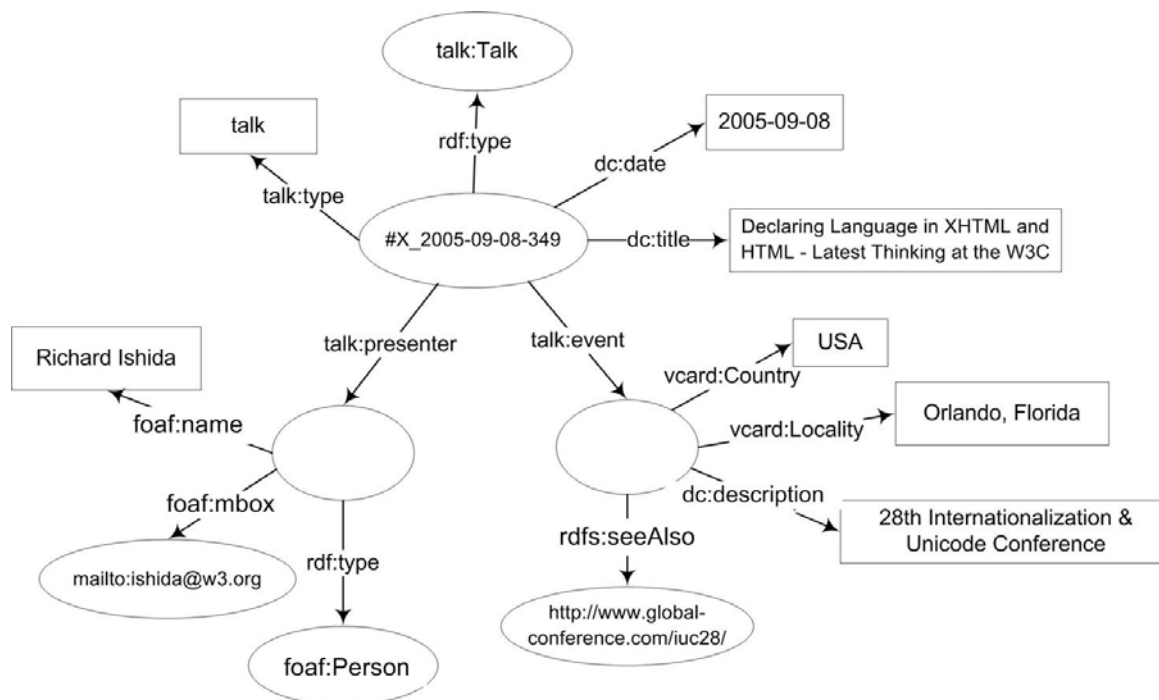 talk:Talk
talk
2005-09-08
rdf:type
dc:date
talk:type
#X_2005-09-08-349
dc:title
Declaring Language in XHTML and
HTML - Latest Thinking at the W3C
talk:presenter
talk:event
USA
Richard Ishida
vcard:Country
foaf:name
vcard:Locality
Orlando, Florida
foaf:mbox
dc:description
28th Internationalization &
Unicode Conference
rdfs:seeAlso
mailto:ishida@w3.org
rdf:type
http://www.global-
conference.com/iuc28/
foaf:Person